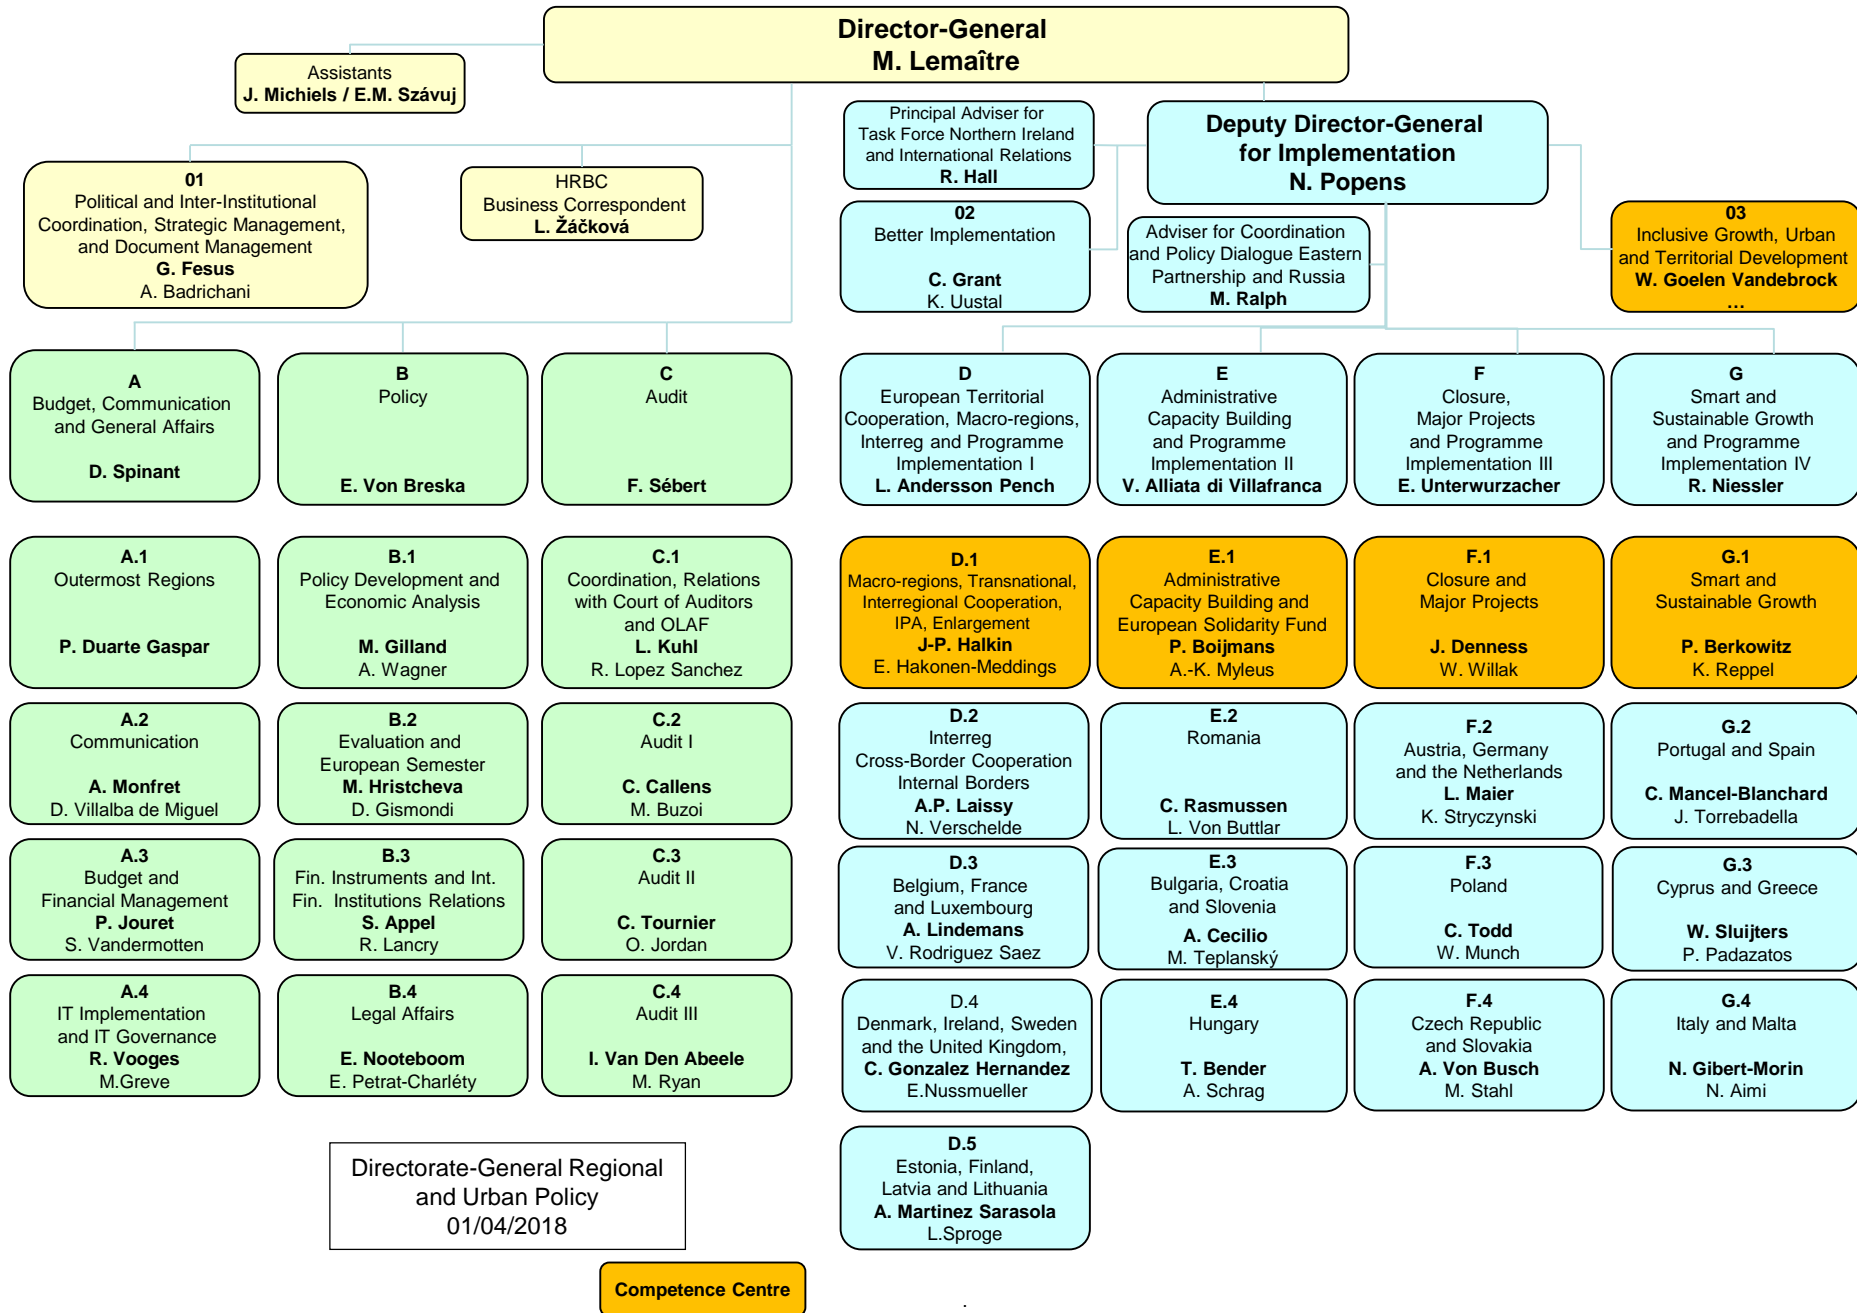 Director-General
M. Lemaître
Assistants
J. Michiels / E.M. Szávuj
Principal Adviser for
Task Force Northern Ireland
and International Relations
R. Hall
Deputy Director-General
for Implementation
N. Popens
01
Political and Inter-Institutional
Coordination, Strategic Management,
and Document Management
G. Fesus
A. Badrichani
HRBC
Business Correspondent
L. Žáčková
02
Better Implementation
C. Grant
K. Uustal
Adviser for Coordination
and Policy Dialogue Eastern
Partnership and Russia
M. Ralph
03
Inclusive Growth, Urban
and Territorial Development
W. Goelen Vandebrock
...
A
Budget, Communication
and General Affairs
D. Spinant
B
Policy
E. Von Breska
C
Audit
F. Sébert
D
European Territorial
Cooperation, Macro-regions,
Interreg and Programme
Implementation I
L. Andersson Pench
E
Administrative
Capacity Building
and Programme
Implementation II
V. Alliata di Villafranca
F
Closure,
Major Projects
and Programme
Implementation III
E. Unterwurzacher
G
Smart and
Sustainable Growth
and Programme
Implementation IV
R. Niessler
A.1
Outermost Regions
P. Duarte Gaspar
B.1
Policy Development and
Economic Analysis
M. Gilland
A. Wagner
C.1
Coordination, Relations
with Court of Auditors
and OLAF
L. Kuhl
R. Lopez Sanchez
D.1
Macro-regions, Transnational,
Interregional Cooperation,
IPA, Enlargement
J-P. Halkin
E. Hakonen-Meddings
E.1
Administrative
Capacity Building and
European Solidarity Fund
P. Boijmans
A.-K. Myleus
F.1
Closure and
Major Projects
J. Denness
W. Willak
G.1
Smart and
Sustainable Growth
P. Berkowitz
K. Reppel
A.2
Communication
A. Monfret
D. Villalba de Miguel
B.2
Evaluation and
European Semester
M. Hristcheva
D. Gismondi
C.2
Audit I
C. Callens
M. Buzoi
D.2
Interreg
Cross-Border Cooperation
Internal Borders
A.P. Laissy
N. Verschelde
E.2
Romania
C. Rasmussen
L. Von Buttlar
F.2
Austria, Germany
and the Netherlands
L. Maier
K. Stryczynski
G.2
Portugal and Spain
C. Mancel-Blanchard
J. Torrebadella
A.3
Budget and
Financial Management
P. Jouret
S. Vandermotten
B.3
Fin. Instruments and Int.
Fin. Institutions Relations
S. Appel
R. Lancry
C.3
Audit II
C. Tournier
O. Jordan
D.3
Belgium, France
and Luxembourg
A. Lindemans
V. Rodriguez Saez
E.3
Bulgaria, Croatia
and Slovenia
A. Cecilio
M. Teplanský
F.3
Poland
C. Todd
W. Munch
G.3
Cyprus and Greece
W. Sluijters
P. Padazatos
A.4
IT Implementation
and IT Governance
R. Vooges
M.Greve
B.4
Legal Affairs
E. Nooteboom
E. Petrat-Charléty
C.4
Audit III
I. Van Den Abeele
M. Ryan
D.4
Denmark, Ireland, Sweden
and the United Kingdom,
C. Gonzalez Hernandez
E.Nussmueller
E.4
Hungary
T. Bender
A. Schrag
F.4
Czech Republic
and Slovakia
A. Von Busch
M. Stahl
G.4
Italy and Malta
N. Gibert-Morin
N. Aimi
D.5
Estonia, Finland,
Latvia and Lithuania
A. Martinez Sarasola
L.Sproge
Directorate-General Regional
and Urban Policy
01/04/2018
Competence Centre
.